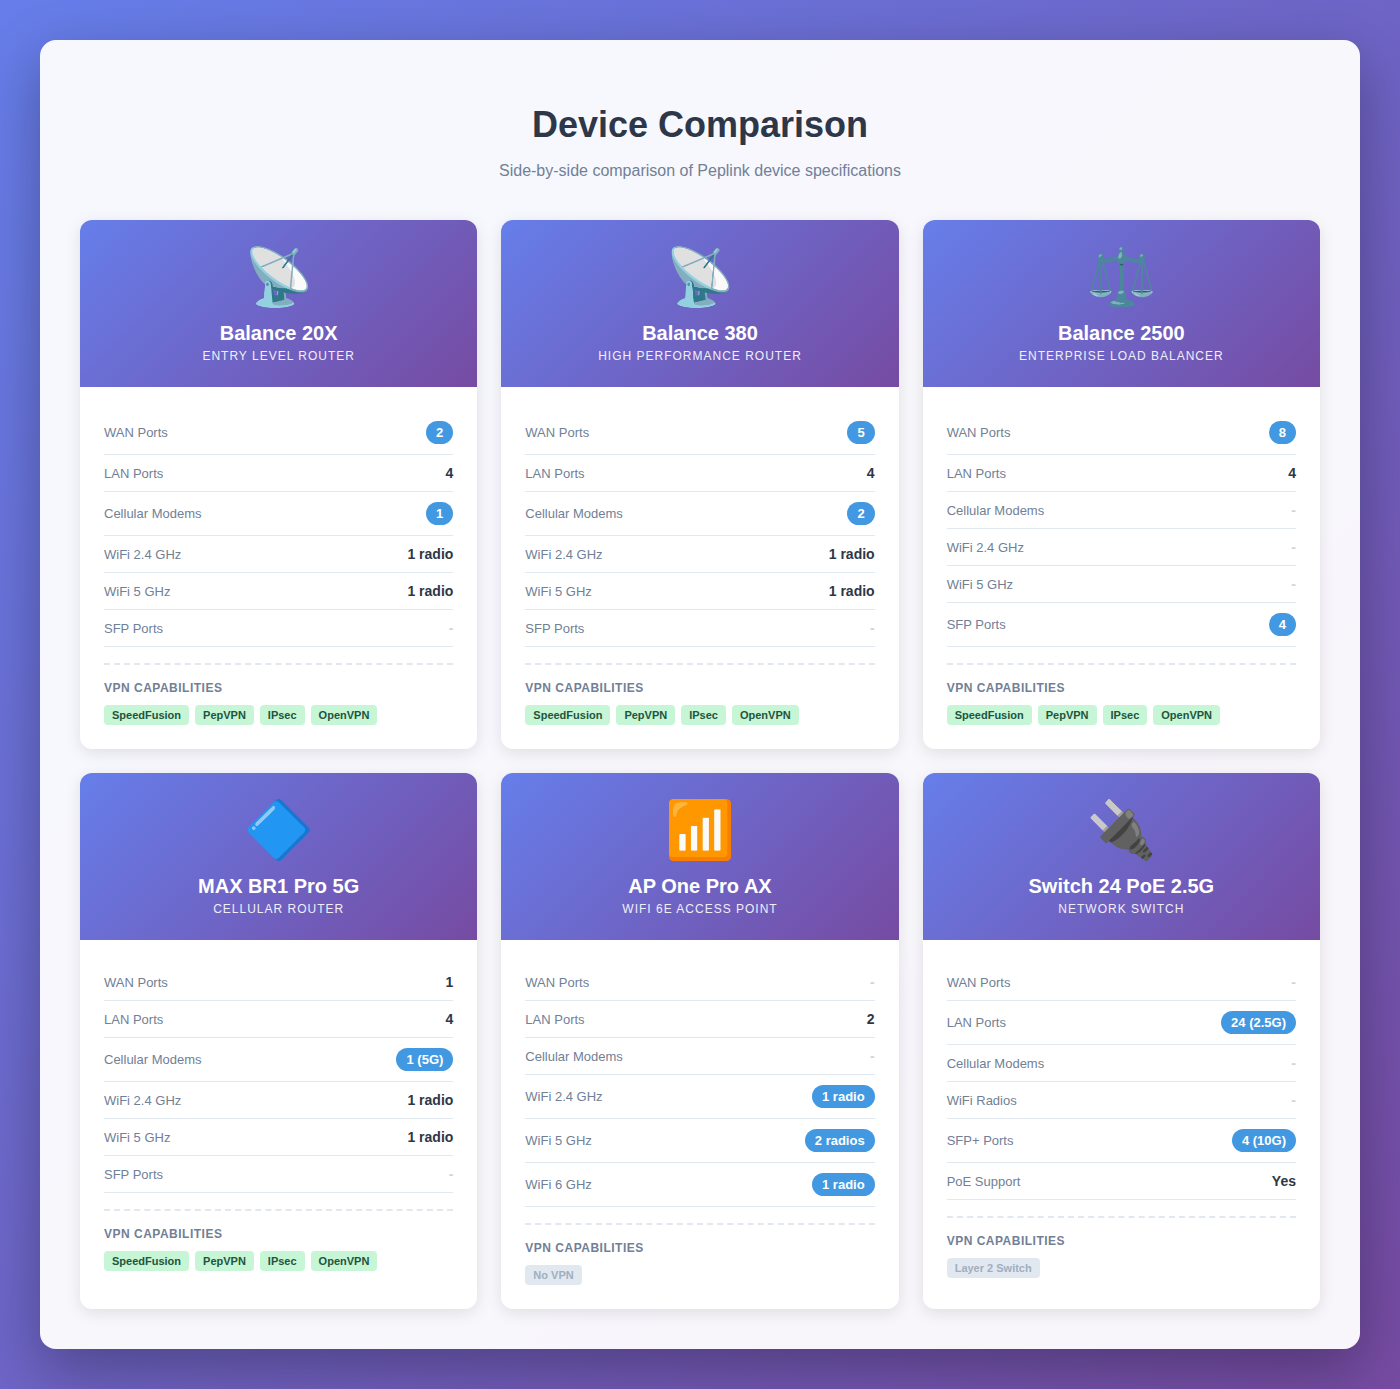 Device Comparison
Side-by-side comparison of Peplink device specifications
Balance 20X
ENTRY LEVEL ROUTER
WAN Ports 2
LAN Ports 4
Cellular Modems 1
WiFi 2.4 GHz 1 radio
WiFi 5 GHz 1 radio
SFP Ports -
VPN CAPABILITIES
SpeedFusion PepVPN IPsec OpenVPN
Balance 380
HIGH PERFORMANCE ROUTER
WAN Ports 5
LAN Ports 4
Cellular Modems 2
WiFi 2.4 GHz 1 radio
WiFi 5 GHz 1 radio
SFP Ports -
VPN CAPABILITIES
SpeedFusion PepVPN IPsec OpenVPN
Balance 2500
ENTERPRISE LOAD BALANCER
WAN Ports 8
LAN Ports 4
Cellular Modems -
WiFi 2.4 GHz -
WiFi 5 GHz -
SFP Ports 4
VPN CAPABILITIES
SpeedFusion PepVPN IPsec OpenVPN
MAX BR1 Pro 5G
CELLULAR ROUTER
WAN Ports 1
LAN Ports 4
Cellular Modems 1 (5G)
WiFi 2.4 GHz 1 radio
WiFi 5 GHz 1 radio
SFP Ports -
VPN CAPABILITIES
SpeedFusion PepVPN IPsec OpenVPN
AP One Pro AX
WIFI 6E ACCESS POINT
WAN Ports -
LAN Ports 2
Cellular Modems -
WiFi 2.4 GHz 1 radio
WiFi 5 GHz 2 radios
WiFi 6 GHz 1 radio
VPN CAPABILITIES
No VPN
Switch 24 PoE 2.5G
NETWORK SWITCH
WAN Ports -
LAN Ports 24 (2.5G)
Cellular Modems -
WiFi Radios -
SFP+ Ports 4 (10G)
PoE Support Yes
VPN CAPABILITIES
Layer 2 Switch